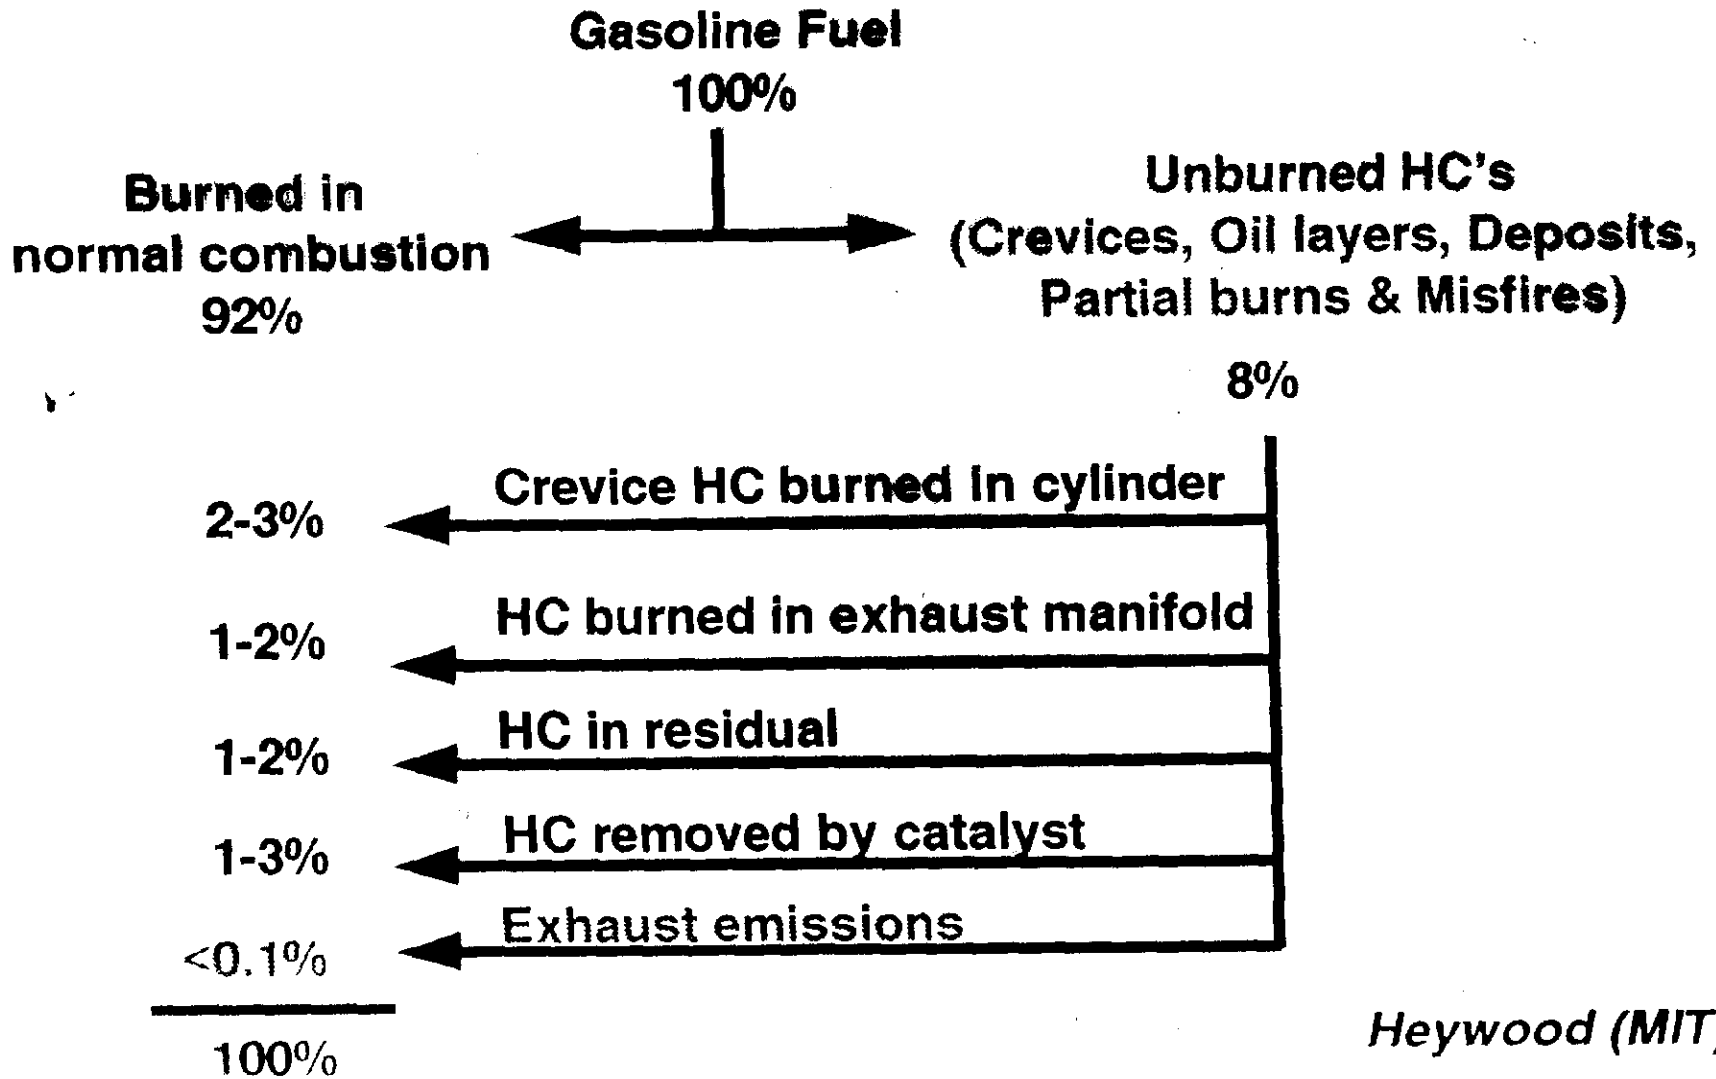 Gasoline Fuel
100%
Burned in
normal combustion
92%
Unburned HC's
(Crevices, Oil layers, Deposits,
Partial burns & Misfires)
8%
Crevice HC burned in cylinder
2-3%
HC burned in exhaust manifold
1-2%
HC in residual
1-2%
HC removed by catalyst
1-3%
Exhaust emissions
<0.1%
100%
Heywood (MIT)